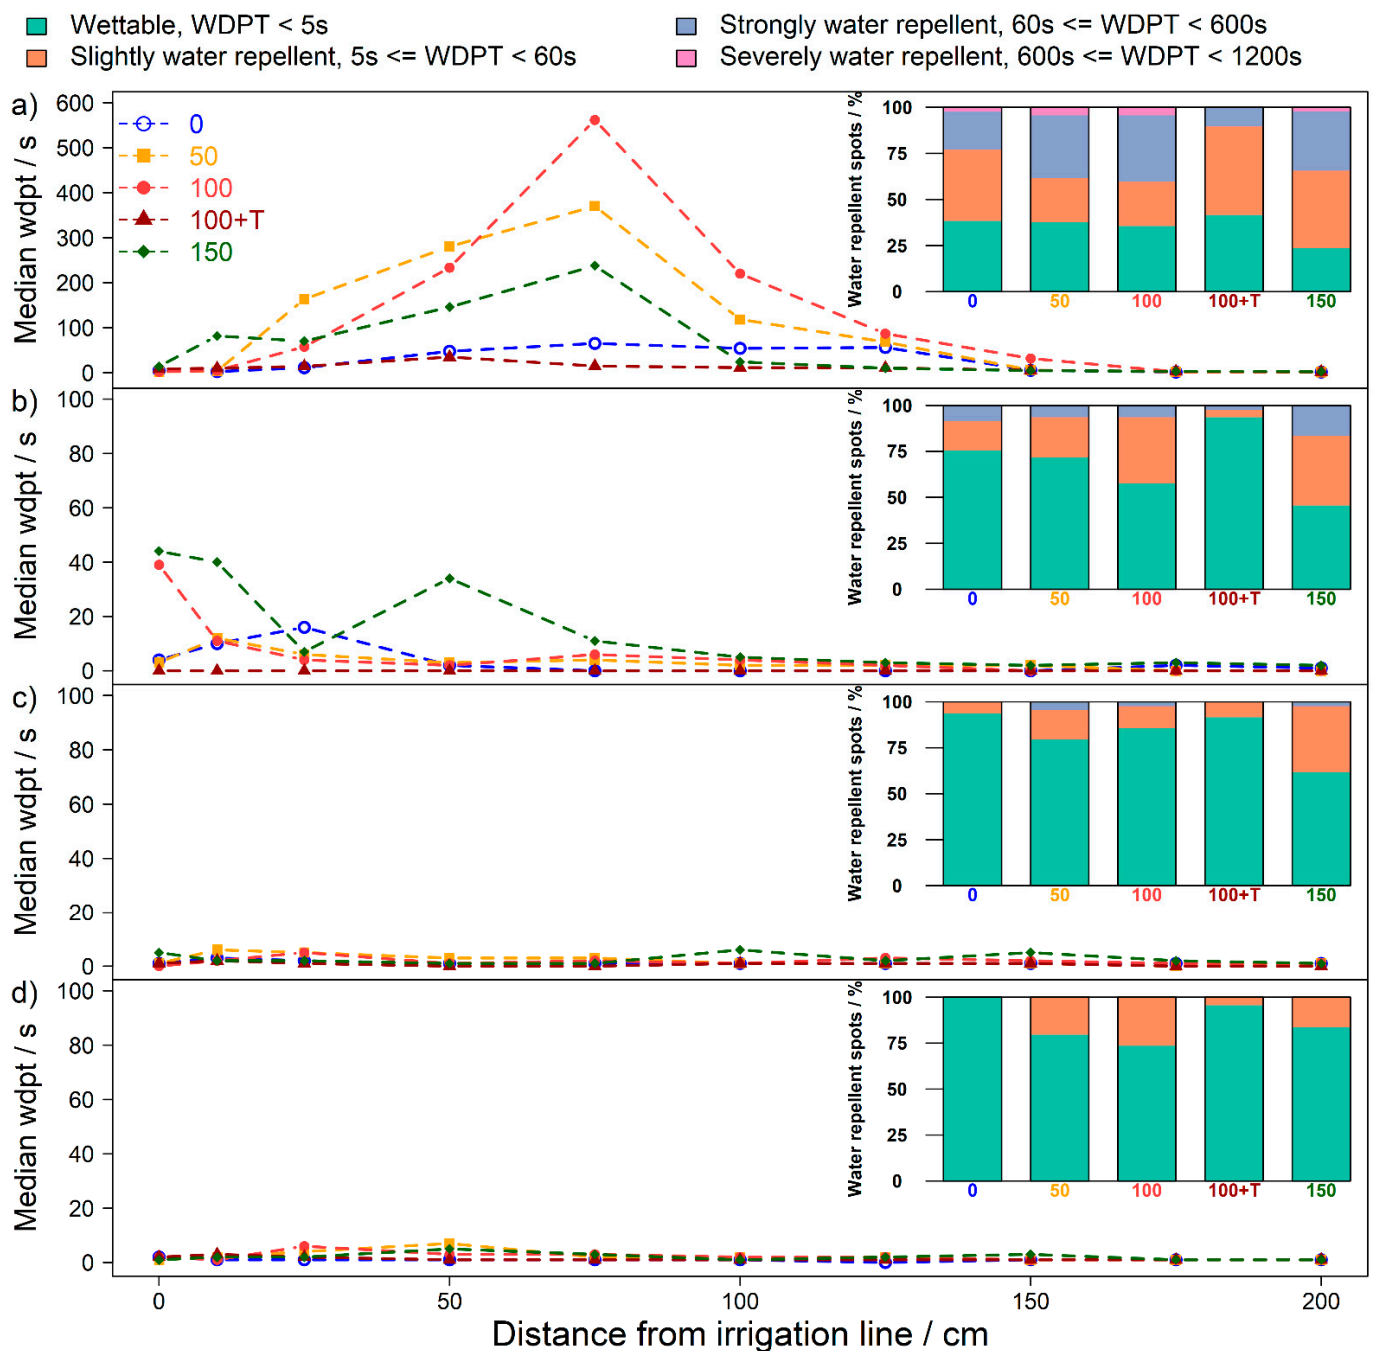 Wettable, WDPT < 5s
Strongly water repellent, 60s <= WDPT < 600s
Slightly water repellent, 5s <= WDPT < 60s
Severely water repellent, 600s <= WDPT < 1200s
a)
Median wdpt / s
600
500
400
300
200
100
0
0
50
100
100+T
150
Water repellent spots / %
100
75
50
25
0
0 50 100 100+T 150
b)
Median wdpt / s
100
80
60
40
20
0
Water repellent spots / %
100
75
50
25
0
0 50 100 100+T 150
c)
Median wdpt / s
100
80
60
40
20
0
Water repellent spots / %
100
75
50
25
0
0 50 100 100+T 150
d)
Median wdpt / s
100
80
60
40
20
0
Water repellent spots / %
100
75
50
25
0
0 50 100 100+T 150
0 50 100 150 200
Distance from irrigation line / cm